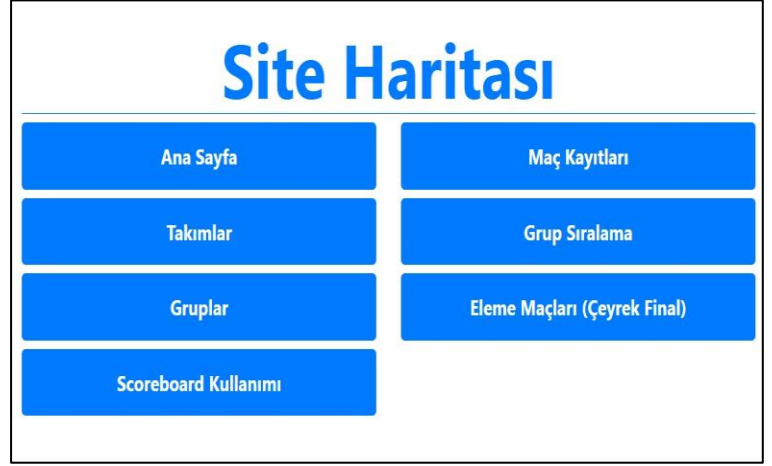 Site Haritası
Ana Sayfa
Maç Kayıtları
Takımlar
Grup Sıralama
Gruplar
Eleme Maçları (Çeyrek Final)
Scoreboard Kullanımı